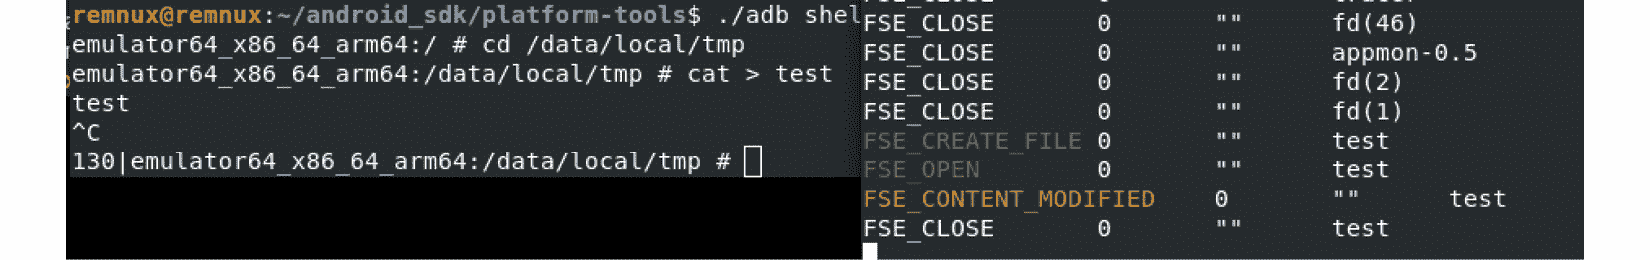 remnux@remnux:~/android_sdk/platform-tools$ ./adb shel
emulator64_x86_64_arm64:/ # cd /data/local/tmp
emulator64_x86_64_arm64:/data/local/tmp # cat > test
test
^C
130|emulator64_x86_64_arm64:/data/local/tmp #
FSE_CLOSE 0 "" fd(46)
FSE_CLOSE 0 "" appmon-0.5
FSE_CLOSE 0 "" fd(2)
FSE_CLOSE 0 "" fd(1)
FSE_CREATE_FILE 0 "" test
FSE_OPEN 0 "" test
FSE_CONTENT_MODIFIED 0 "" test
FSE_CLOSE 0 "" test